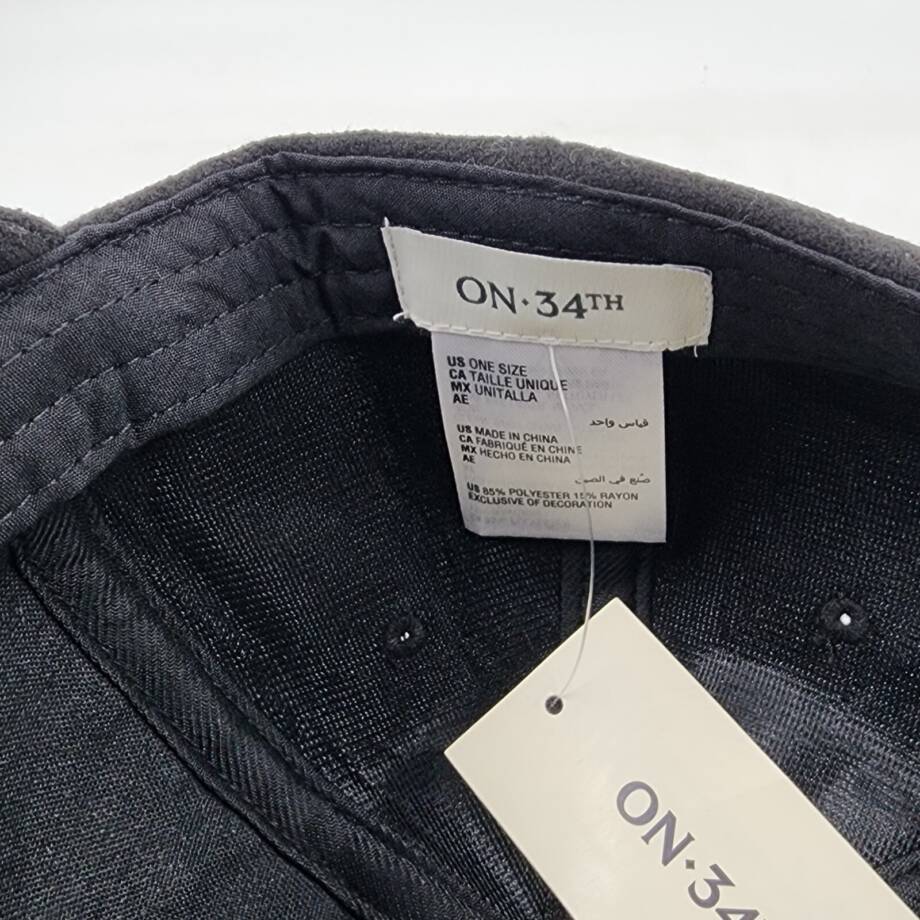 ON·34TH
US ONE SIZE
CA TAILLE UNIQUE
MX UNITALLA
AE
قياس واحد
US MADE IN CHINA
CA FABRIQUÉ EN CHINE
MX HECHO EN CHINA
AE
صنع في الصين
US 85% POLYESTER 15% RAYON
EXCLUSIVE OF DECORATION
ON·34